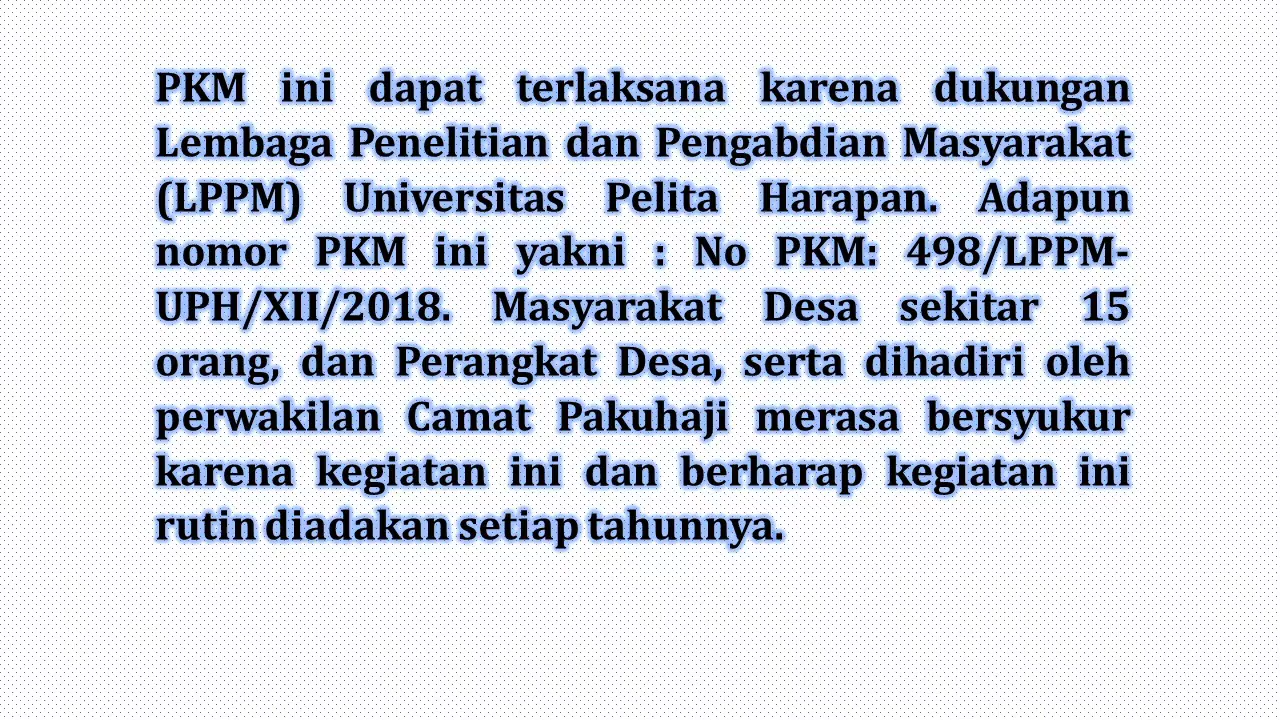 PKM ini dapat terlaksana karena dukungan
Lembaga Penelitian dan Pengabdian Masyarakat
(LPPM) Universitas Pelita Harapan. Adapun
nomor PKM ini yakni : No PKM: 498/LPPM-
UPH/XII/2018. Masyarakat Desa sekitar 15
orang, dan Perangkat Desa, serta dihadiri oleh
perwakilan Camat Pakuhaji merasa bersyukur
karena kegiatan ini dan berharap kegiatan ini
rutin diadakan setiap tahunnya.